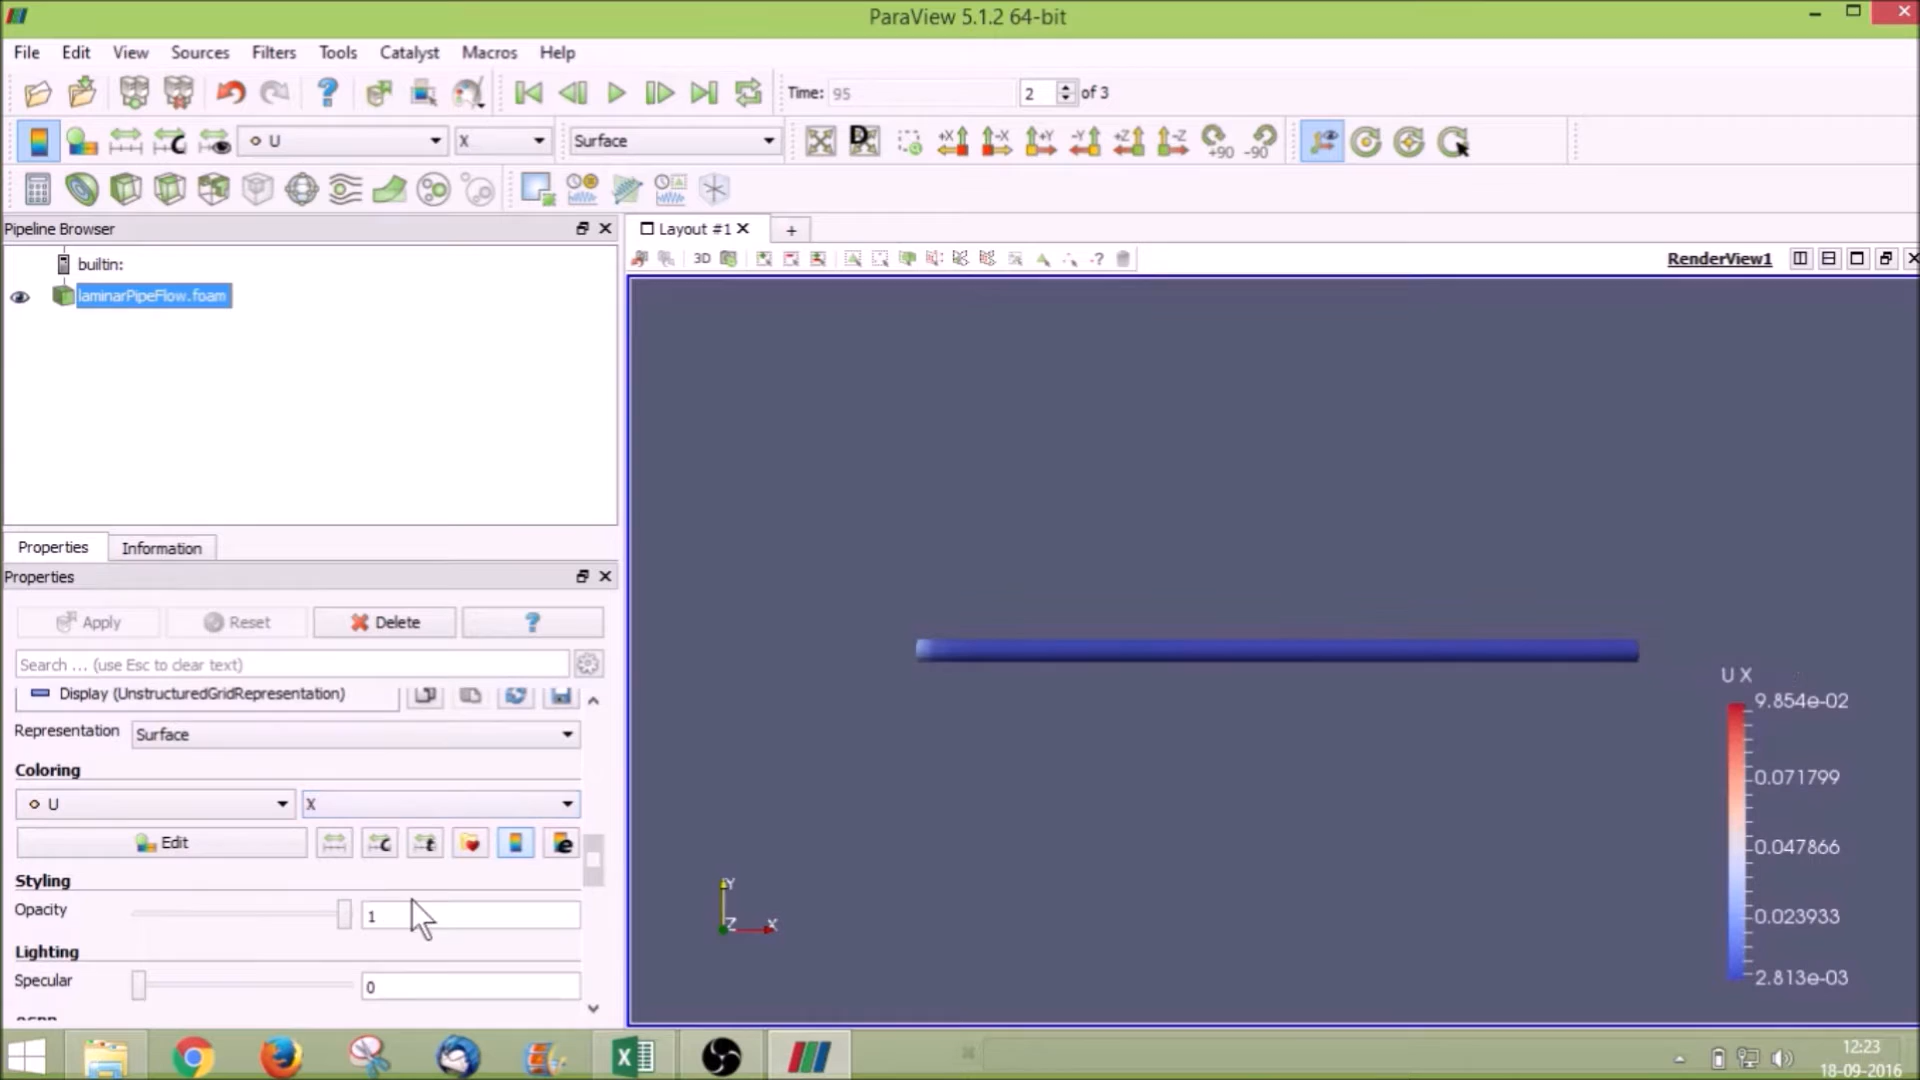 ParaView 5.1.2 64-bit
File Edit View Sources Filters Tools Catalyst Macros Help
Time: 95 2 of 3
U X Surface
+X -X +Y -Y +Z -Z +90 -90
Pipeline Browser
Layout #1
+
builtin:
3D
RenderView1
laminarPipeFlow.foam
Properties Information
Properties
Apply Reset Delete ?
Search ... (use Esc to clear text)
Display (UnstructuredGridRepresentation)
Representation Surface
Coloring
U X
Edit
Styling
Opacity 1
Lighting
Specular 0
U X
9.854e-02
0.071799
0.047866
0.023933
2.813e-03
Y
Z X
12:23
18-09-2016